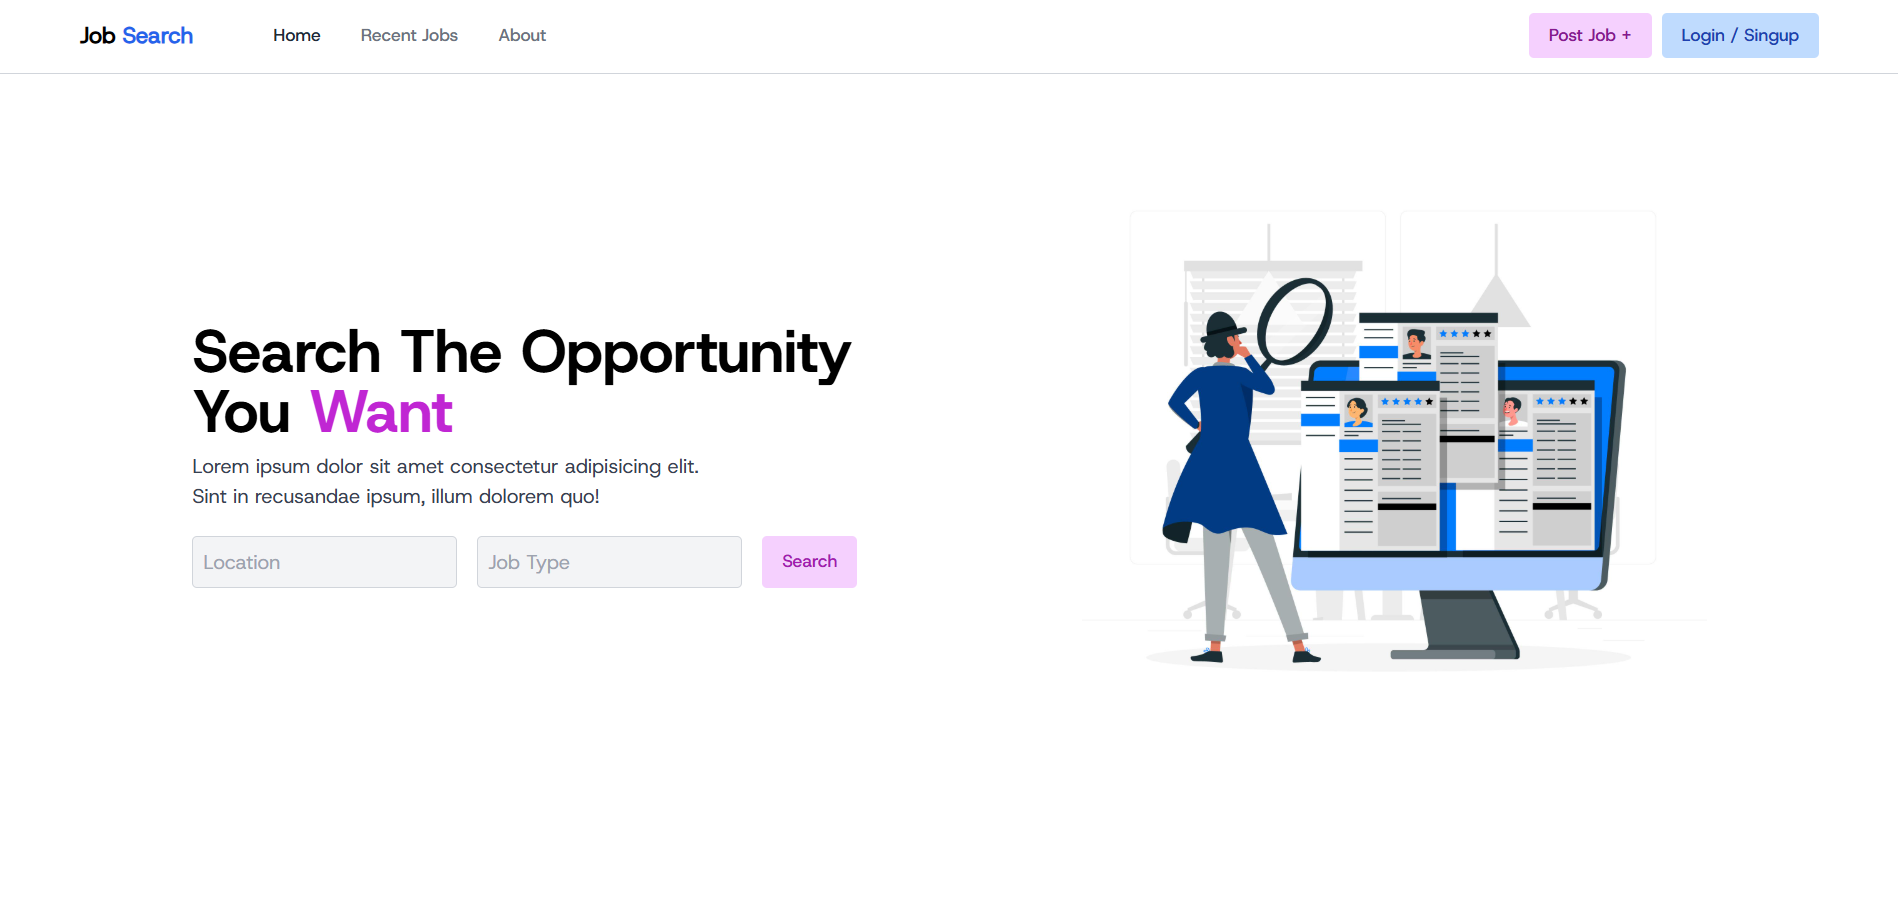 Job Search
Home
Recent Jobs
About
Post Job +
Login / Singup
Search The Opportunity
You Want
Lorem ipsum dolor sit amet consectetur adipisicing elit.
Sint in recusandae ipsum, illum dolorem quo!
Location
Job Type
Search